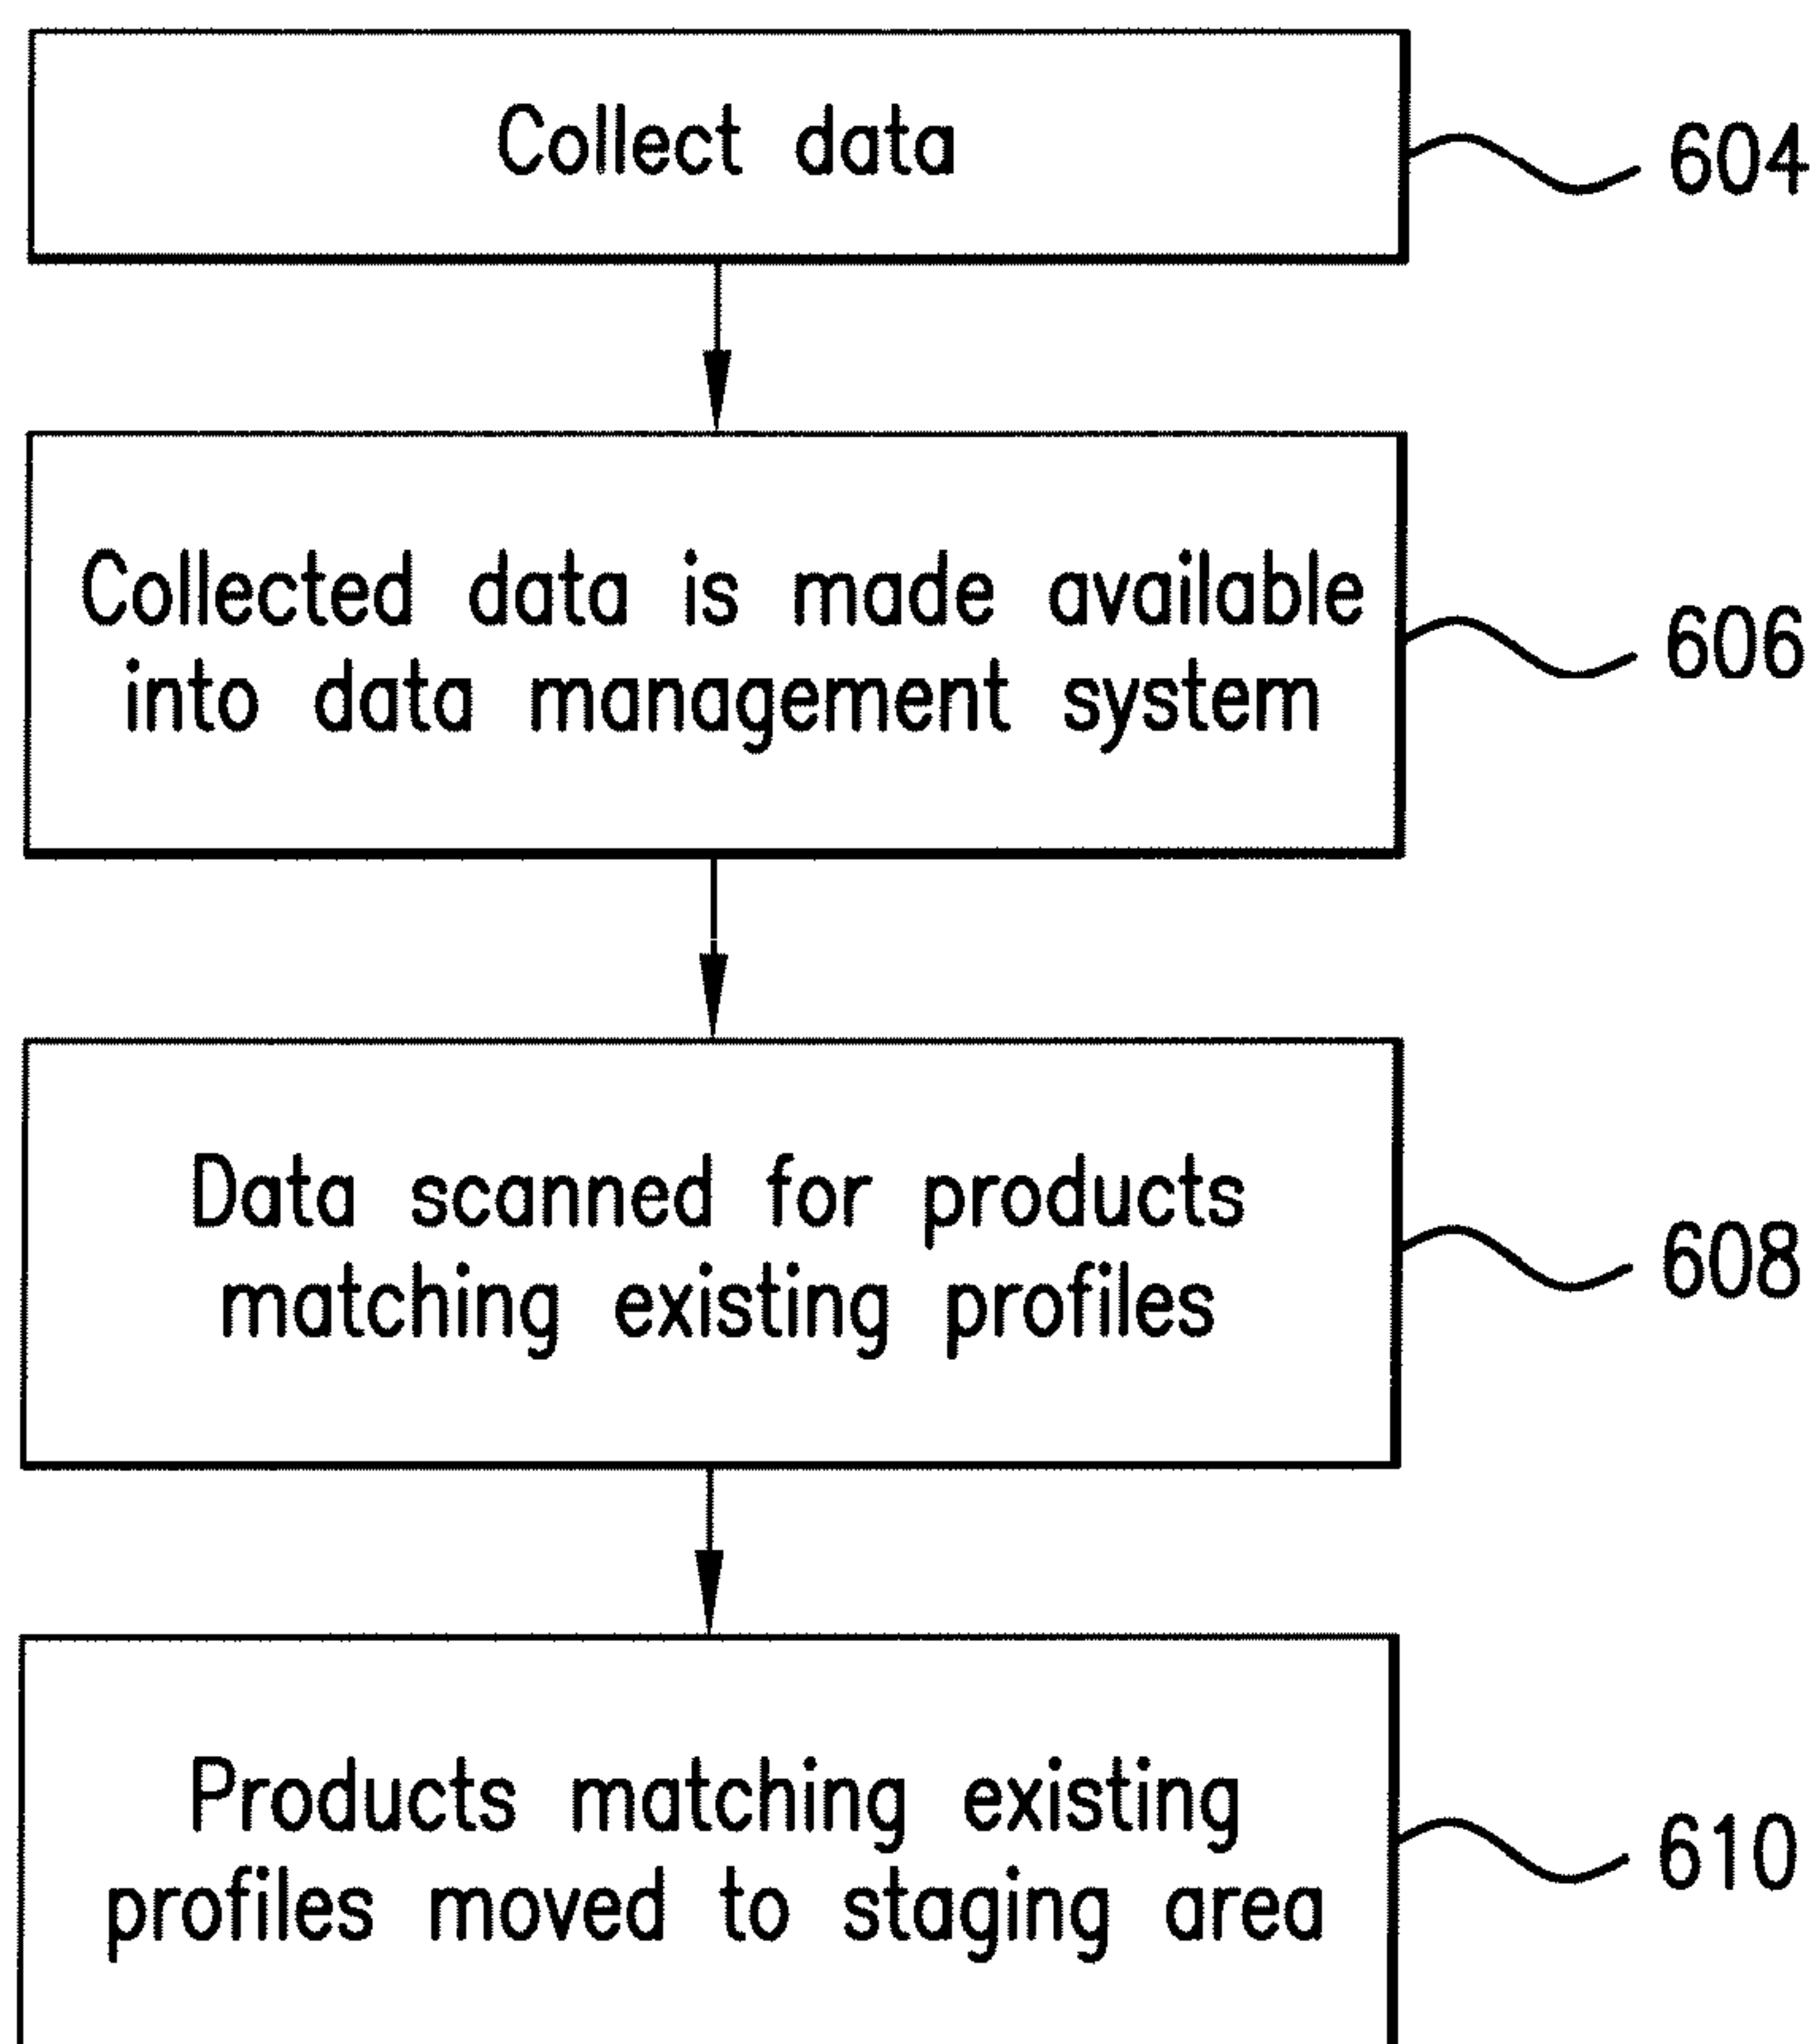 Collect data
604
Collected data is made available
into data management system
606
Data scanned for products
matching existing profiles
608
Products matching existing
profiles moved to staging area
610